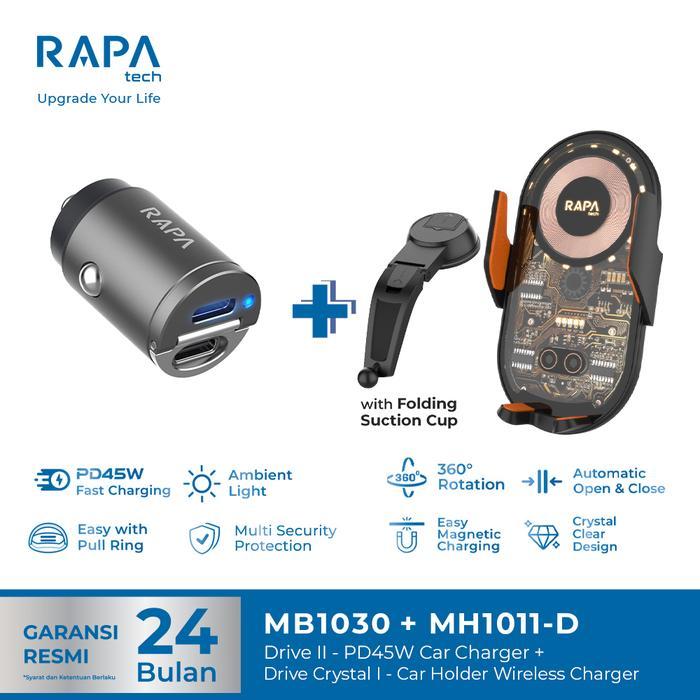 RAPA
tech
Upgrade Your Life
RAPA
RAPA
tech
with Folding
Suction Cup
PD45W
Fast Charging
Ambient
Light
360°
360°
Rotation
Automatic
Open & Close
Easy with
Pull Ring
Multi Security
Protection
Easy
Magnetic
Charging
Crystal
Clear
Design
GARANSI
RESMI
*Syarat dan Ketentuan Berlaku
24
Bulan
MB1030 + MH1011-D
Drive II - PD45W Car Charger +
Drive Crystal I - Car Holder Wireless Charger